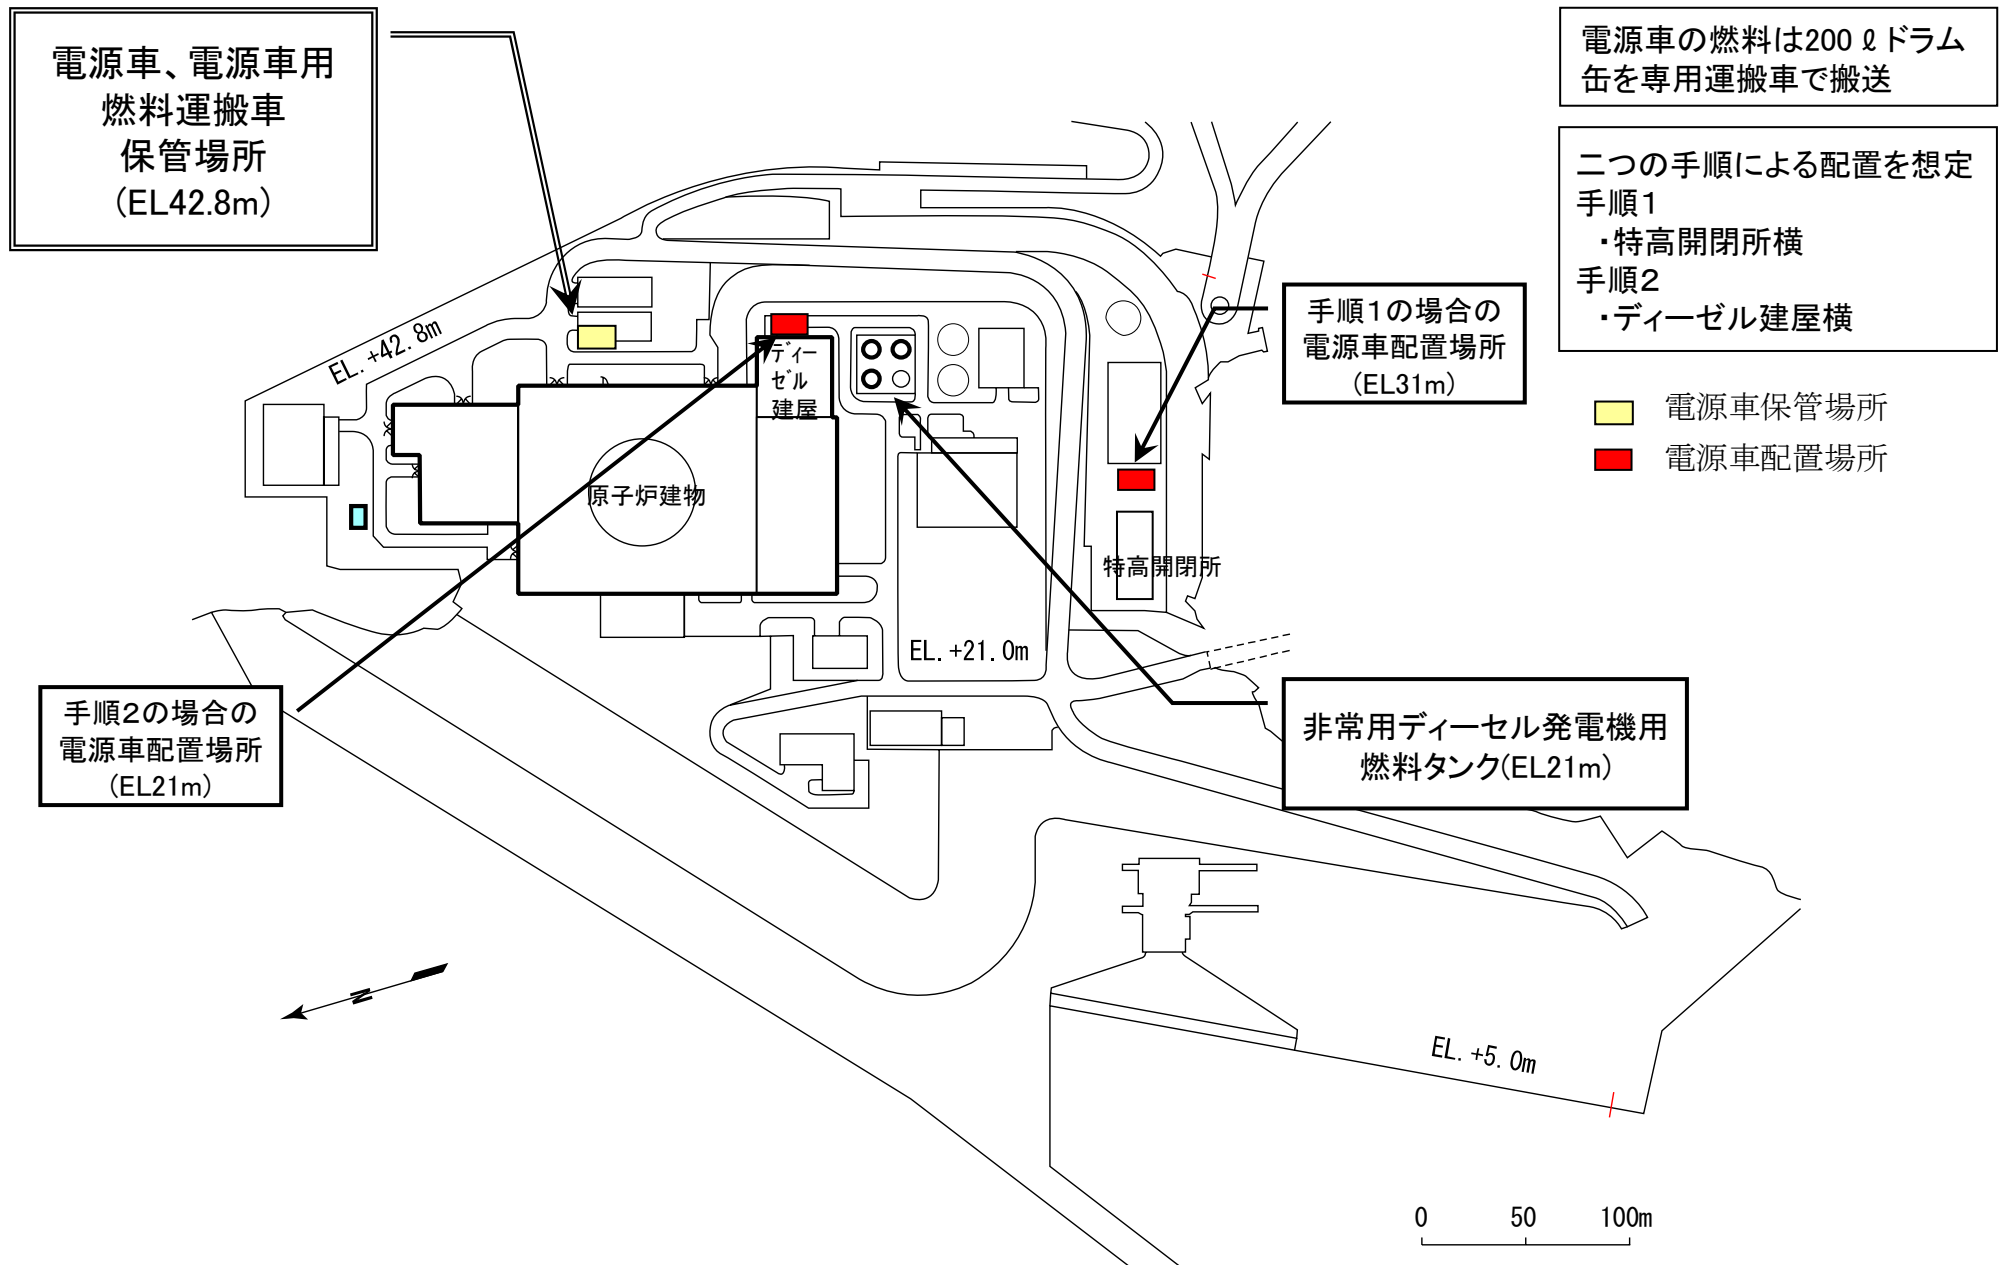 電源車、電源車用
燃料運搬車
保管場所
(EL42.8m)
電源車の燃料は200ℓドラム
缶を専用運搬車で搬送
二つの手順による配置を想定
手順1
・特高開閉所横
手順2
・ディーゼル建屋横
手順1の場合の
電源車配置場所
(EL31m)
電源車保管場所
電源車配置場所
EL. +42. 8m
ディー
ゼル
建屋
原子炉建物
特高開閉所
EL. +21. 0m
手順2の場合の
電源車配置場所
(EL21m)
非常用ディーセル発電機用
燃料タンク(EL21m)
N
EL. +5. 0m
0 50 100m